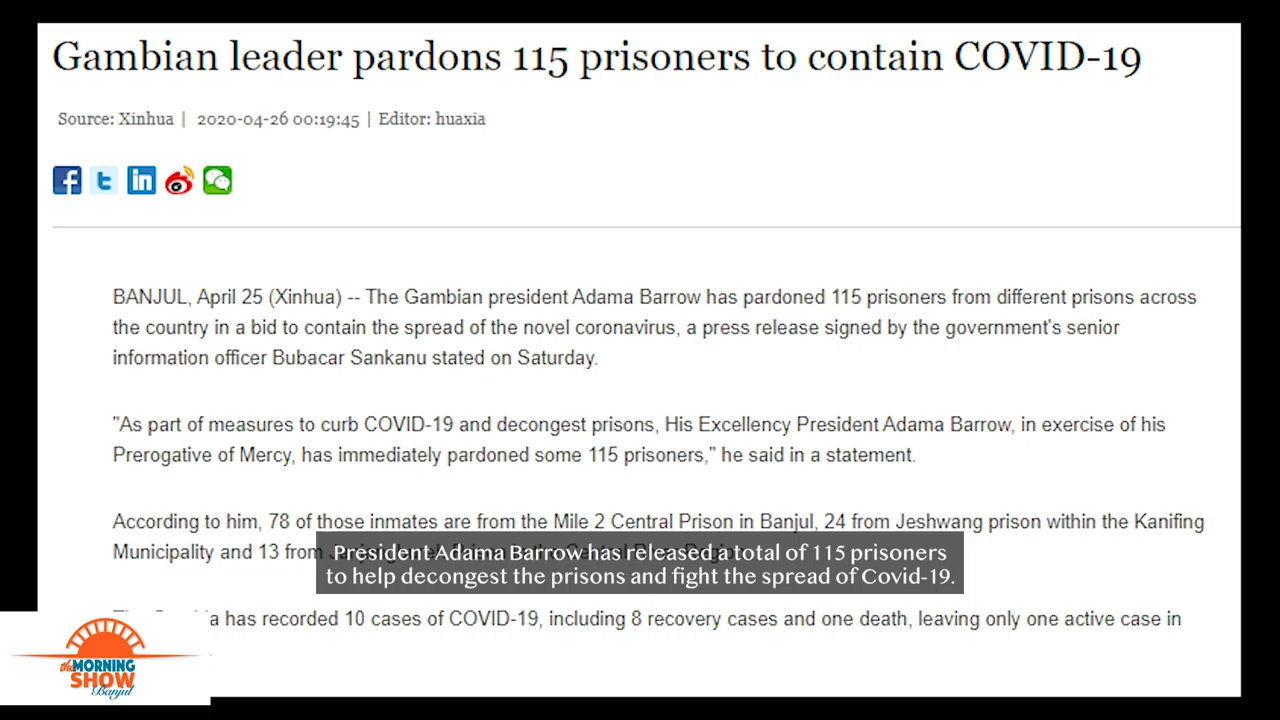 Gambian leader pardons 115 prisoners to contain COVID-19
Source: Xinhua | 2020-04-26 00:19:45 | Editor: huaxia
BANJUL, April 25 (Xinhua) -- The Gambian president Adama Barrow has pardoned 115 prisoners from different prisons across
the country in a bid to contain the spread of the novel coronavirus, a press release signed by the government's senior
information officer Bubacar Sankanu stated on Saturday.
"As part of measures to curb COVID-19 and decongest prisons, His Excellency President Adama Barrow, in exercise of his
Prerogative of Mercy, has immediately pardoned some 115 prisoners," he said in a statement.
According to him, 78 of those inmates are from the Mile 2 Central Prison in Banjul, 24 from Jeshwang prison within the Kanifing
Municipality and 13 from
President Adama Barrow has released a total of 115 prisoners
to help decongest the prisons and fight the spread of Covid-19.
has recorded 10 cases of COVID-19, including 8 recovery cases and one death, leaving only one active case in
the MORNING
SHOW
Banjul